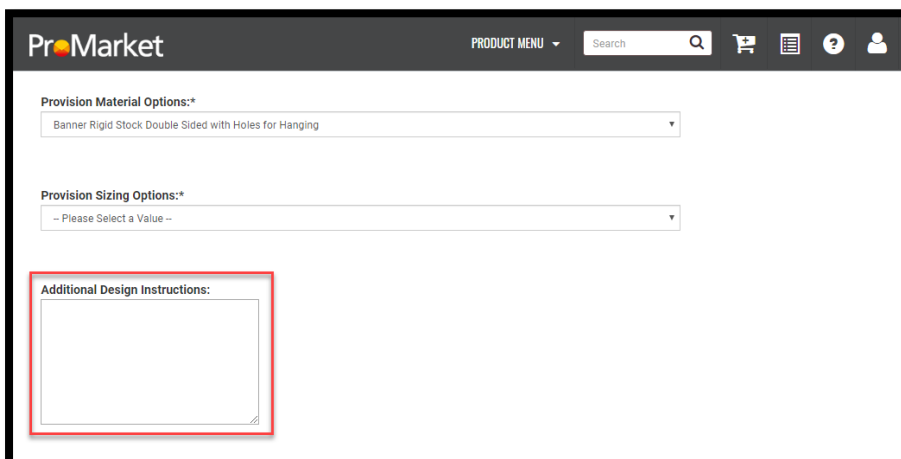 ProMarket
PRODUCT MENU
Search
?
Provision Material Options:*
Banner Rigid Stock Double Sided with Holes for Hanging
Provision Sizing Options:*
-- Please Select a Value --
Additional Design Instructions: